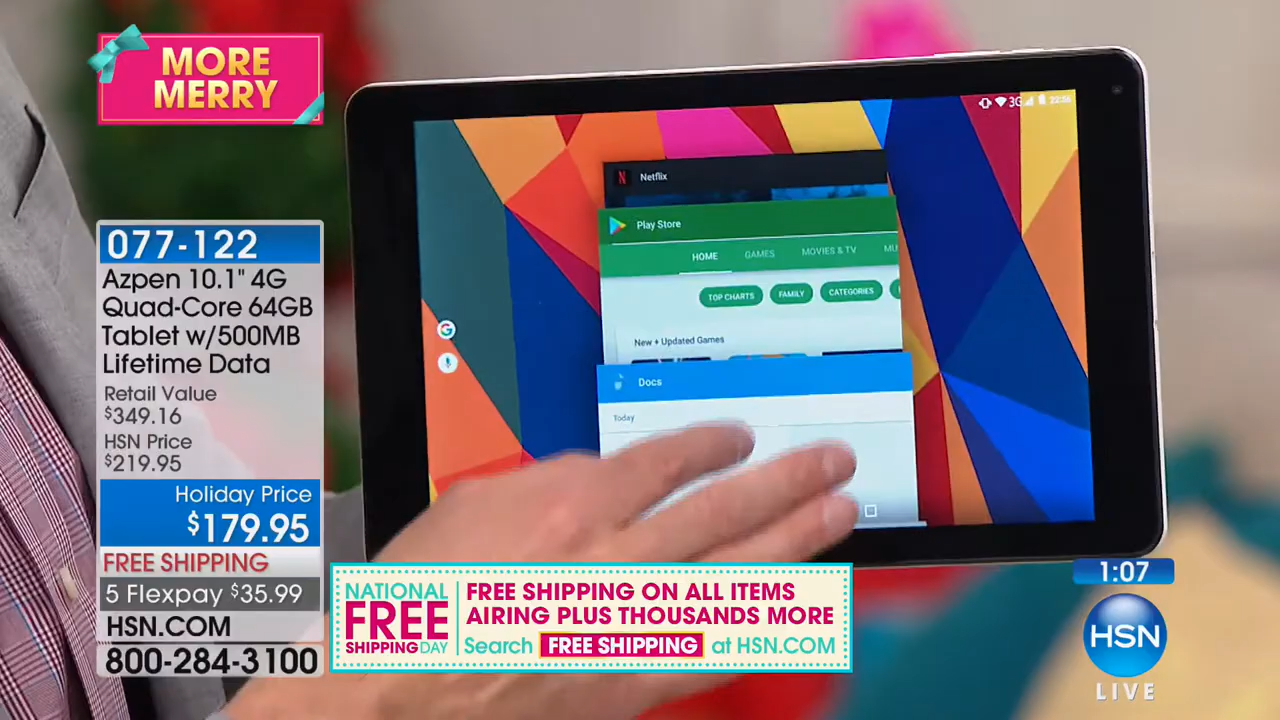 MORE
MERRY
077-122
Azpen 10.1" 4G
Quad-Core 64GB
Tablet w/500MB
Lifetime Data
Retail Value
$349.16
HSN Price
$219.95
Holiday Price
$179.95
FREE SHIPPING
5 Flexpay $35.99
HSN.COM
800-284-3100
3G
Netflix
Play Store
HOME GAMES MOVIES & TV MU
TOP CHARTS FAMILY CATEGORIES
New + Updated Games
Docs
Today
NATIONAL
FREE
SHIPPING DAY
FREE SHIPPING ON ALL ITEMS
AIRING PLUS THOUSANDS MORE
Search FREE SHIPPING at HSN.COM
1:07
HSN
LIVE